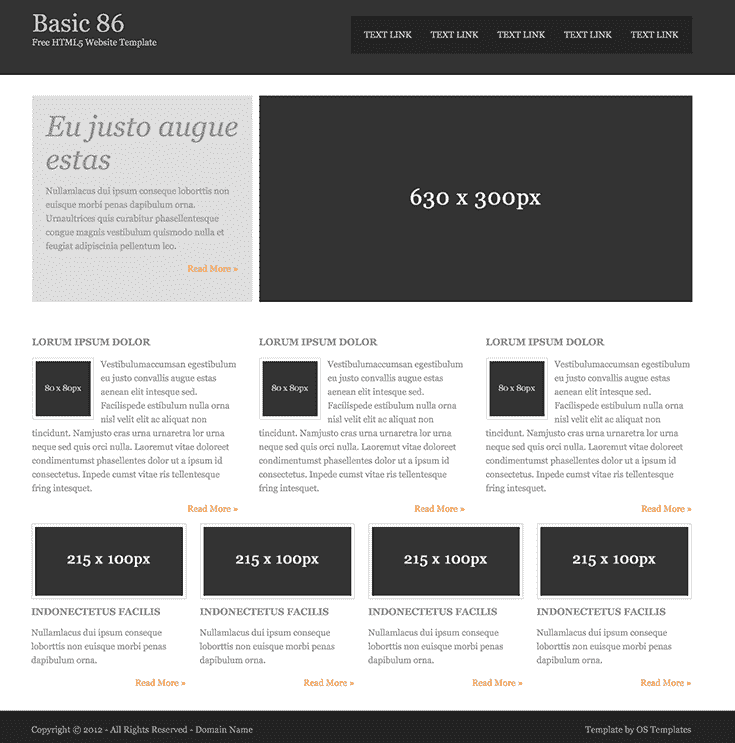 Basic 86
Free HTML5 Website Template
TEXT LINK TEXT LINK TEXT LINK TEXT LINK TEXT LINK
Eu justo augue
estas
Nullamlacus dui ipsum conseque loborttis non
euisque morbi penas dapibulum orna.
Urnaultrices quis curabitur phasellentesque
congue magnis vestibulum quismodo nulla et
feugiat adipiscinia pellentum leo.
Read More »
630 x 300px
LORUM IPSUM DOLOR
80 x 80px
Vestibulumaccumsan egestibulum
eu justo convallis augue estas
aenean elit intesque sed.
Facilispede estibulum nulla orna
nisl velit elit ac aliquat non
tincidunt. Namjusto cras urna urnaretra lor urna
neque sed quis orci nulla. Laoremut vitae doloreet
condimentumst phasellentes dolor ut a ipsum id
consectetus. Inpede cumst vitae ris tellentesque
fring intesquet.
Read More »
LORUM IPSUM DOLOR
80 x 80px
Vestibulumaccumsan egestibulum
eu justo convallis augue estas
aenean elit intesque sed.
Facilispede estibulum nulla orna
nisl velit elit ac aliquat non
tincidunt. Namjusto cras urna urnaretra lor urna
neque sed quis orci nulla. Laoremut vitae doloreet
condimentumst phasellentes dolor ut a ipsum id
consectetus. Inpede cumst vitae ris tellentesque
fring intesquet.
Read More »
LORUM IPSUM DOLOR
80 x 80px
Vestibulumaccumsan egestibulum
eu justo convallis augue estas
aenean elit intesque sed.
Facilispede estibulum nulla orna
nisl velit elit ac aliquat non
tincidunt. Namjusto cras urna urnaretra lor urna
neque sed quis orci nulla. Laoremut vitae doloreet
condimentumst phasellentes dolor ut a ipsum id
consectetus. Inpede cumst vitae ris tellentesque
fring intesquet.
Read More »
215 x 100px
INDONECTETUS FACILIS
Nullamlacus dui ipsum conseque
loborttis non euisque morbi penas
dapibulum orna.
Read More »
215 x 100px
INDONECTETUS FACILIS
Nullamlacus dui ipsum conseque
loborttis non euisque morbi penas
dapibulum orna.
Read More »
215 x 100px
INDONECTETUS FACILIS
Nullamlacus dui ipsum conseque
loborttis non euisque morbi penas
dapibulum orna.
Read More »
215 x 100px
INDONECTETUS FACILIS
Nullamlacus dui ipsum conseque
loborttis non euisque morbi penas
dapibulum orna.
Read More »
Copyright © 2012 - All Rights Reserved - Domain Name
Template by OS Templates